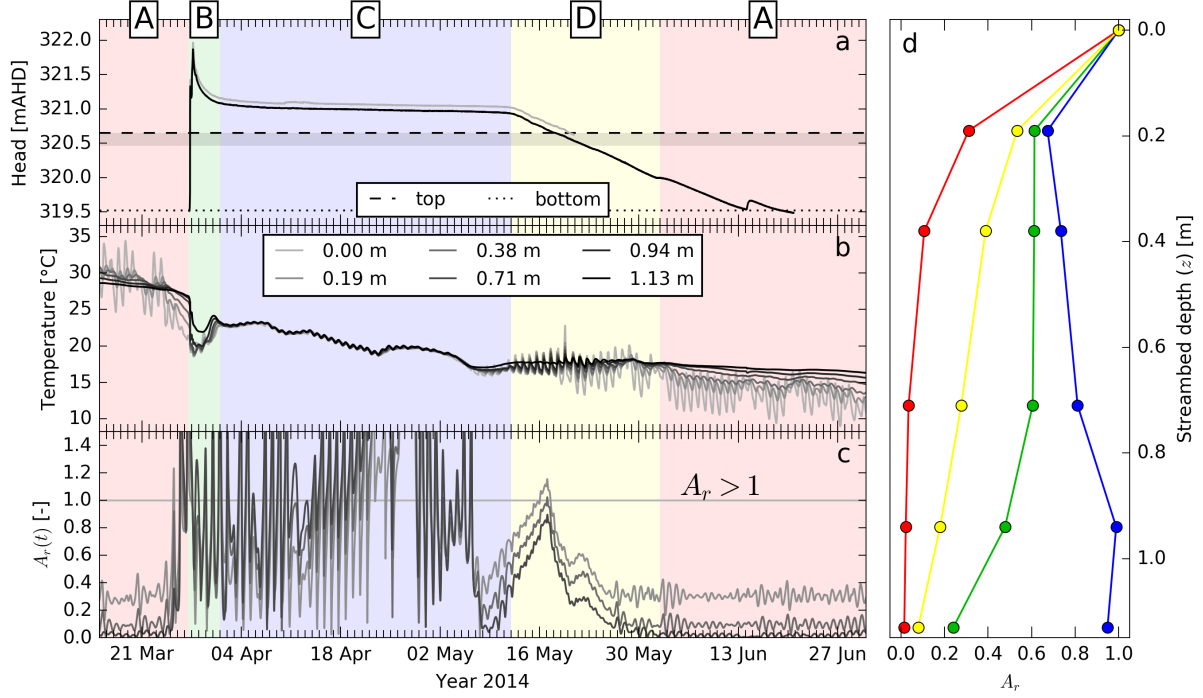 A B C D A
a
322.0
321.5
321.0
320.5
320.0
319.5
Head [mAHD]
top bottom
b
35
30
25
20
15
10
Temperature [°C]
0.00 m 0.38 m 0.94 m
0.19 m 0.71 m 1.13 m
c
1.4
1.2
1.0
0.8
0.6
0.4
0.2
0.0
A_r(t) [-]
A_r > 1
21 Mar 04 Apr 18 Apr 02 May 16 May 30 May 13 Jun 27 Jun
Year 2014
d
0.0
0.2
0.4
0.6
0.8
1.0
Streambed depth (z) [m]
0.0 0.2 0.4 0.6 0.8 1.0
A_r